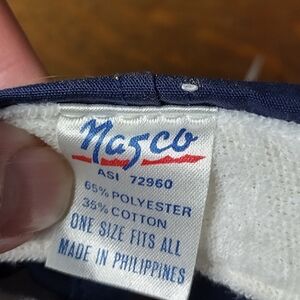 Nasco
ASI 72960
65% POLYESTER
35% COTTON
ONE SIZE FITS ALL
MADE IN PHILIPPINES